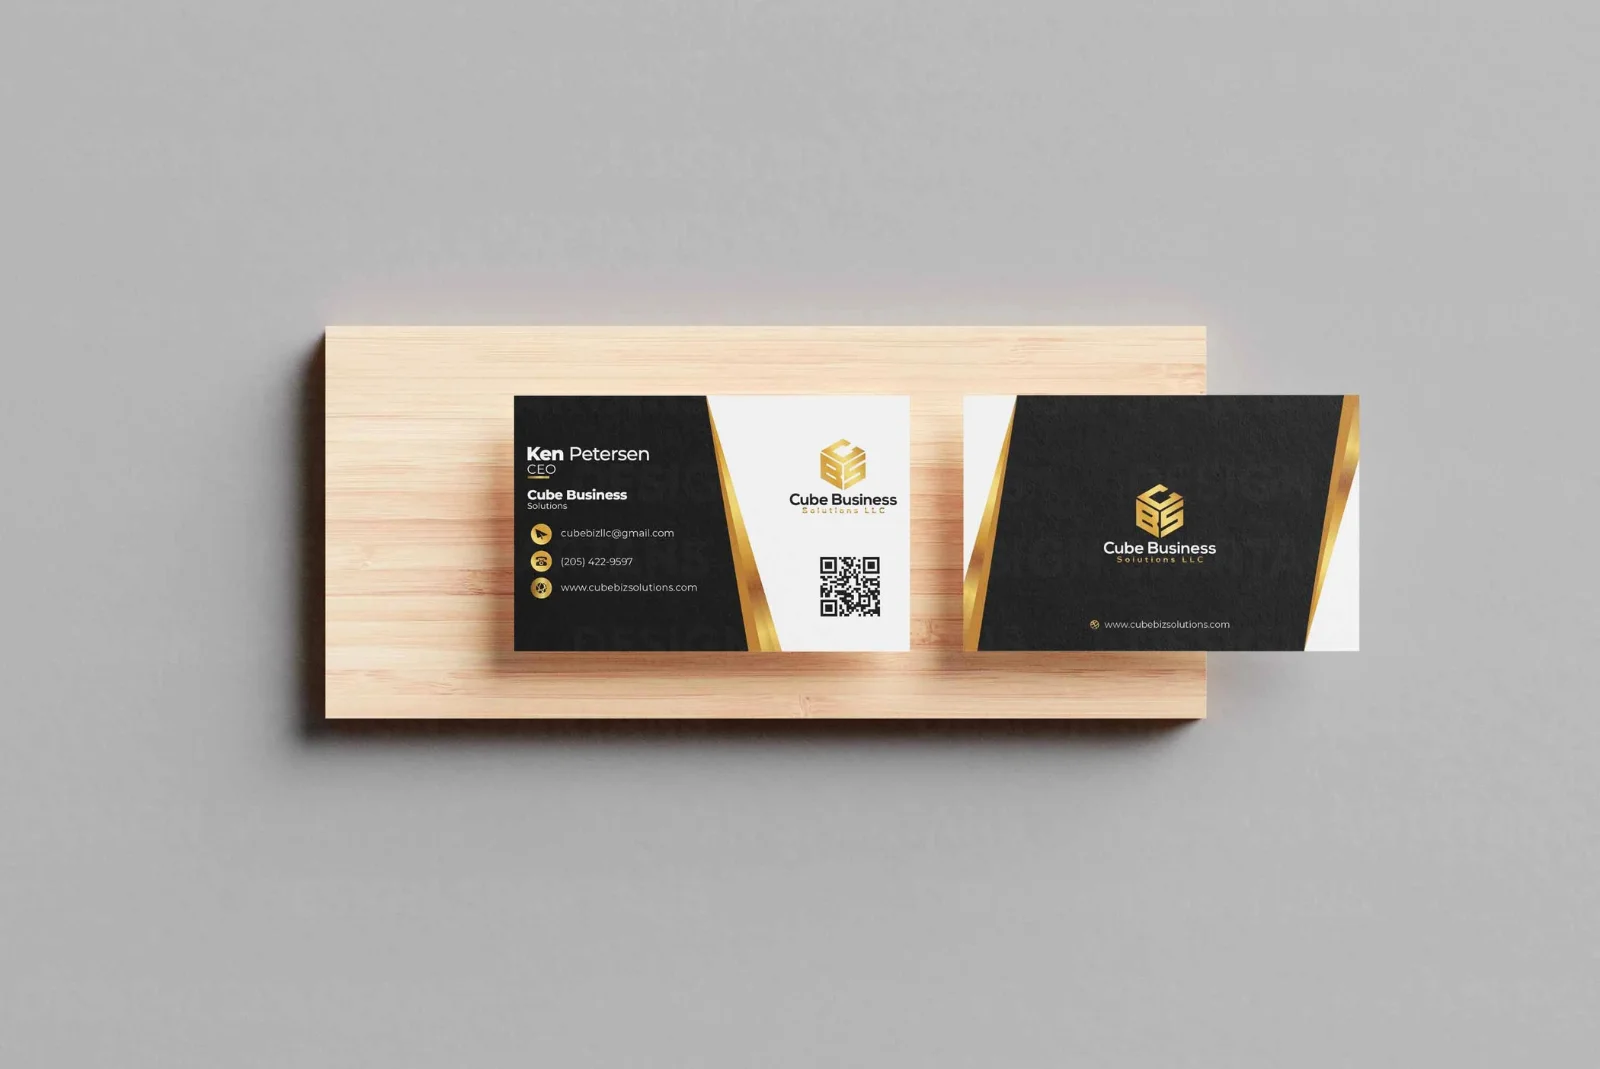 Ken Petersen
CEO
Cube Business
Solutions
cubebizllc@gmail.com
(205) 422-9597
www.cubebizsolutions.com
CBS
Cube Business
Solutions LLC
CBS
Cube Business
Solutions LLC
www.cubebizsolutions.com